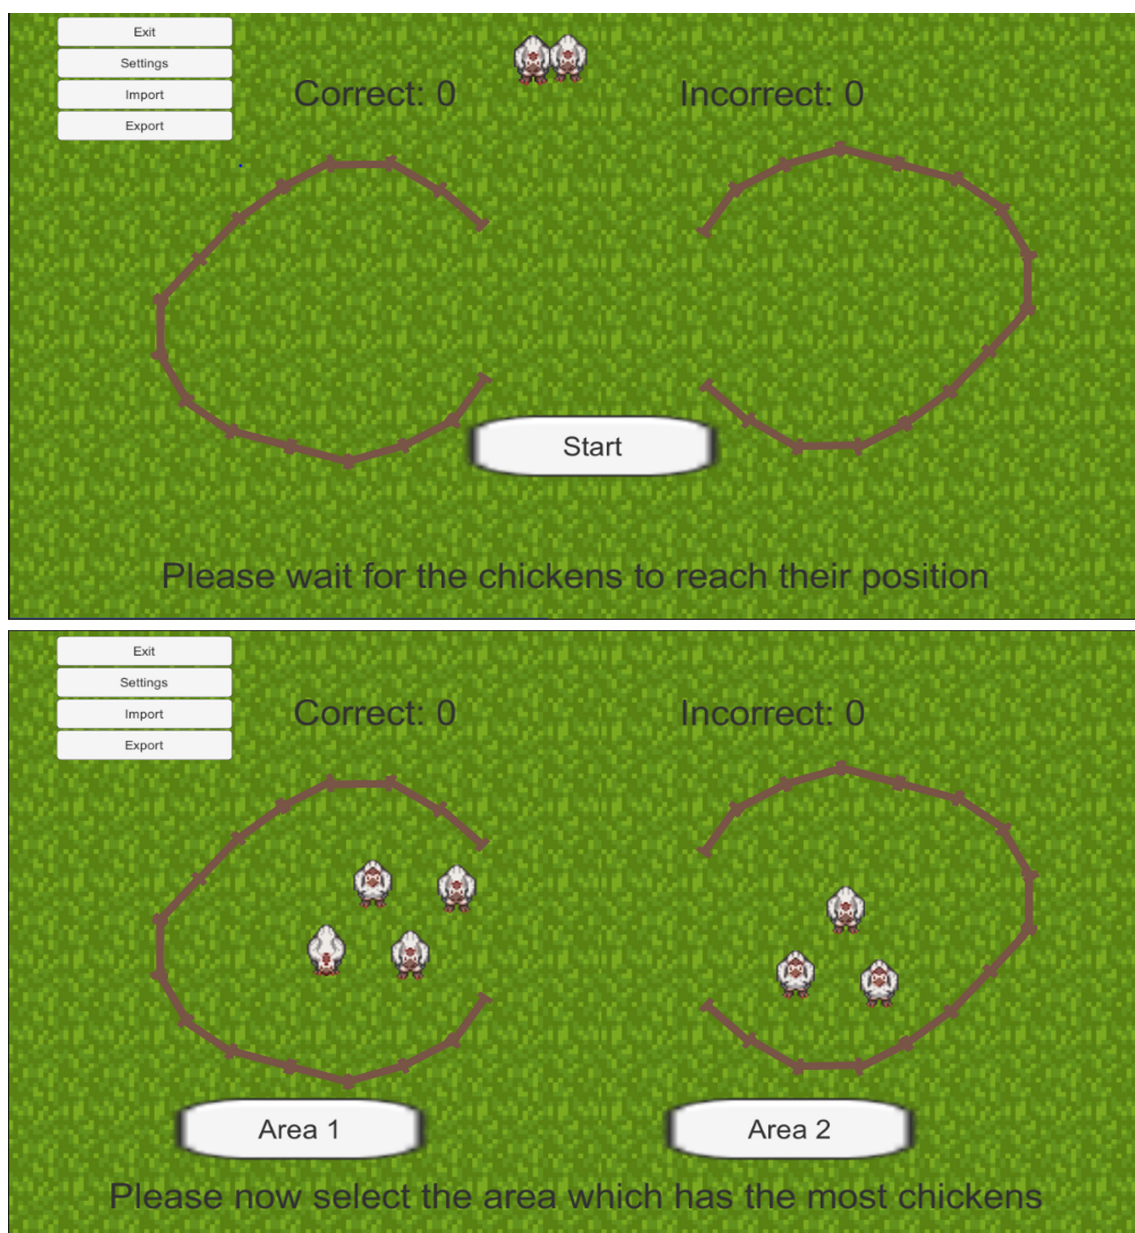 Exit
Settings
Import
Export
Correct: 0
Incorrect: 0
Start
Please wait for the chickens to reach their position
Exit
Settings
Import
Export
Correct: 0
Incorrect: 0
Area 1
Area 2
Please now select the area which has the most chickens